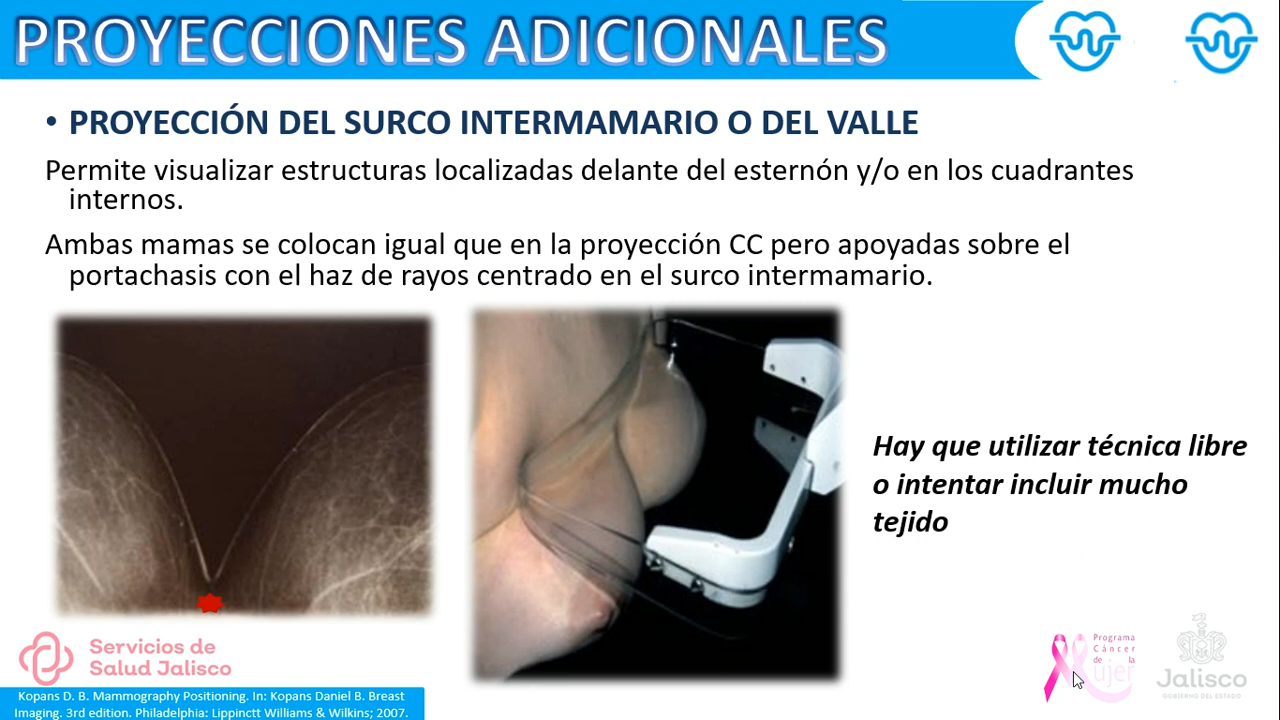 PROYECCIONES ADICIONALES
• PROYECCIÓN DEL SURCO INTERMAMARIO O DEL VALLE
Permite visualizar estructuras localizadas delante del esternón y/o en los cuadrantes
internos.
Ambas mamas se colocan igual que en la proyección CC pero apoyadas sobre el
portachasis con el haz de rayos centrado en el surco intermamario.
Hay que utilizar técnica libre
o intentar incluir mucho
tejido
Servicios de
Salud Jalisco
Programa
Cáncer
de la
Mujer
Jalisco
GOBIERNO DEL ESTADO
Kopans D. B. Mammography Positioning. In: Kopans Daniel B. Breast
Imaging. 3rd edition. Philadelphia: Lippinctt Williams & Wilkins; 2007.